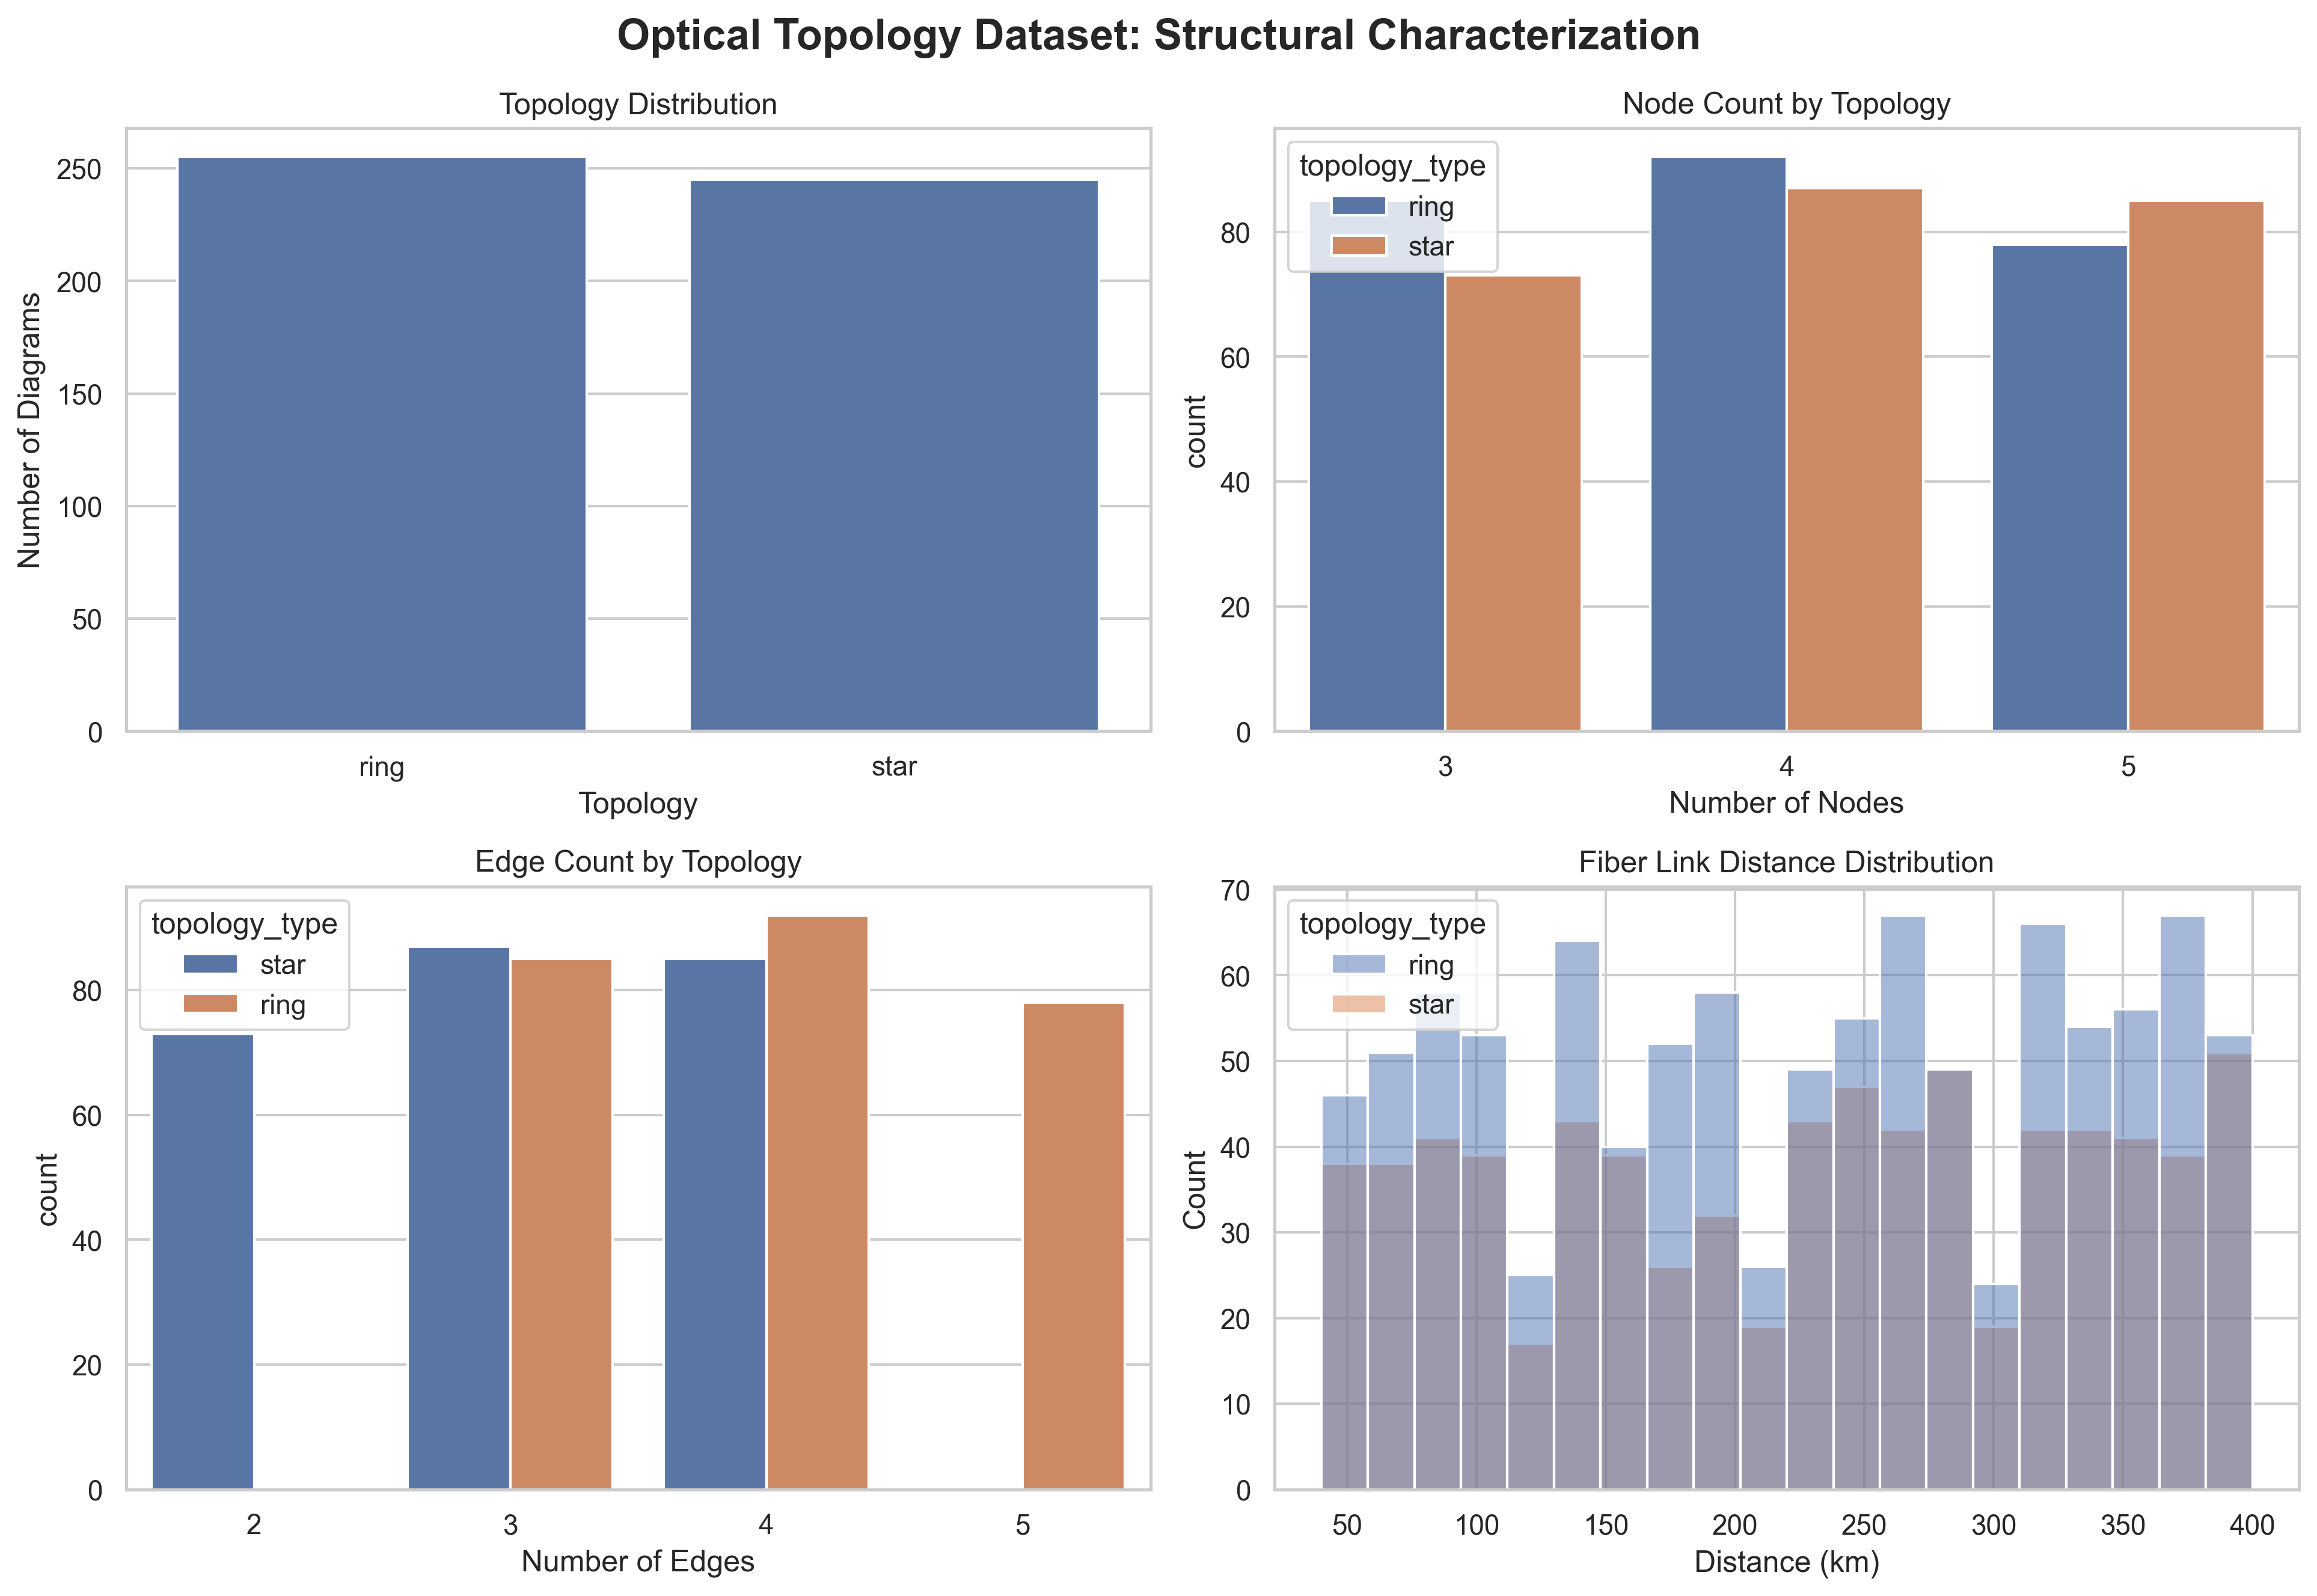 Optical Topology Dataset: Structural Characterization
Topology Distribution
Number of Diagrams
250
200
150
100
50
0
ring star
Topology
Node Count by Topology
topology_type
ring
star
count
80
60
40
20
0
3 4 5
Number of Nodes
Edge Count by Topology
topology_type
star
ring
count
80
60
40
20
0
2 3 4 5
Number of Edges
Fiber Link Distance Distribution
topology_type
ring
star
Count
70
60
50
40
30
20
10
0
50 100 150 200 250 300 350 400
Distance (km)